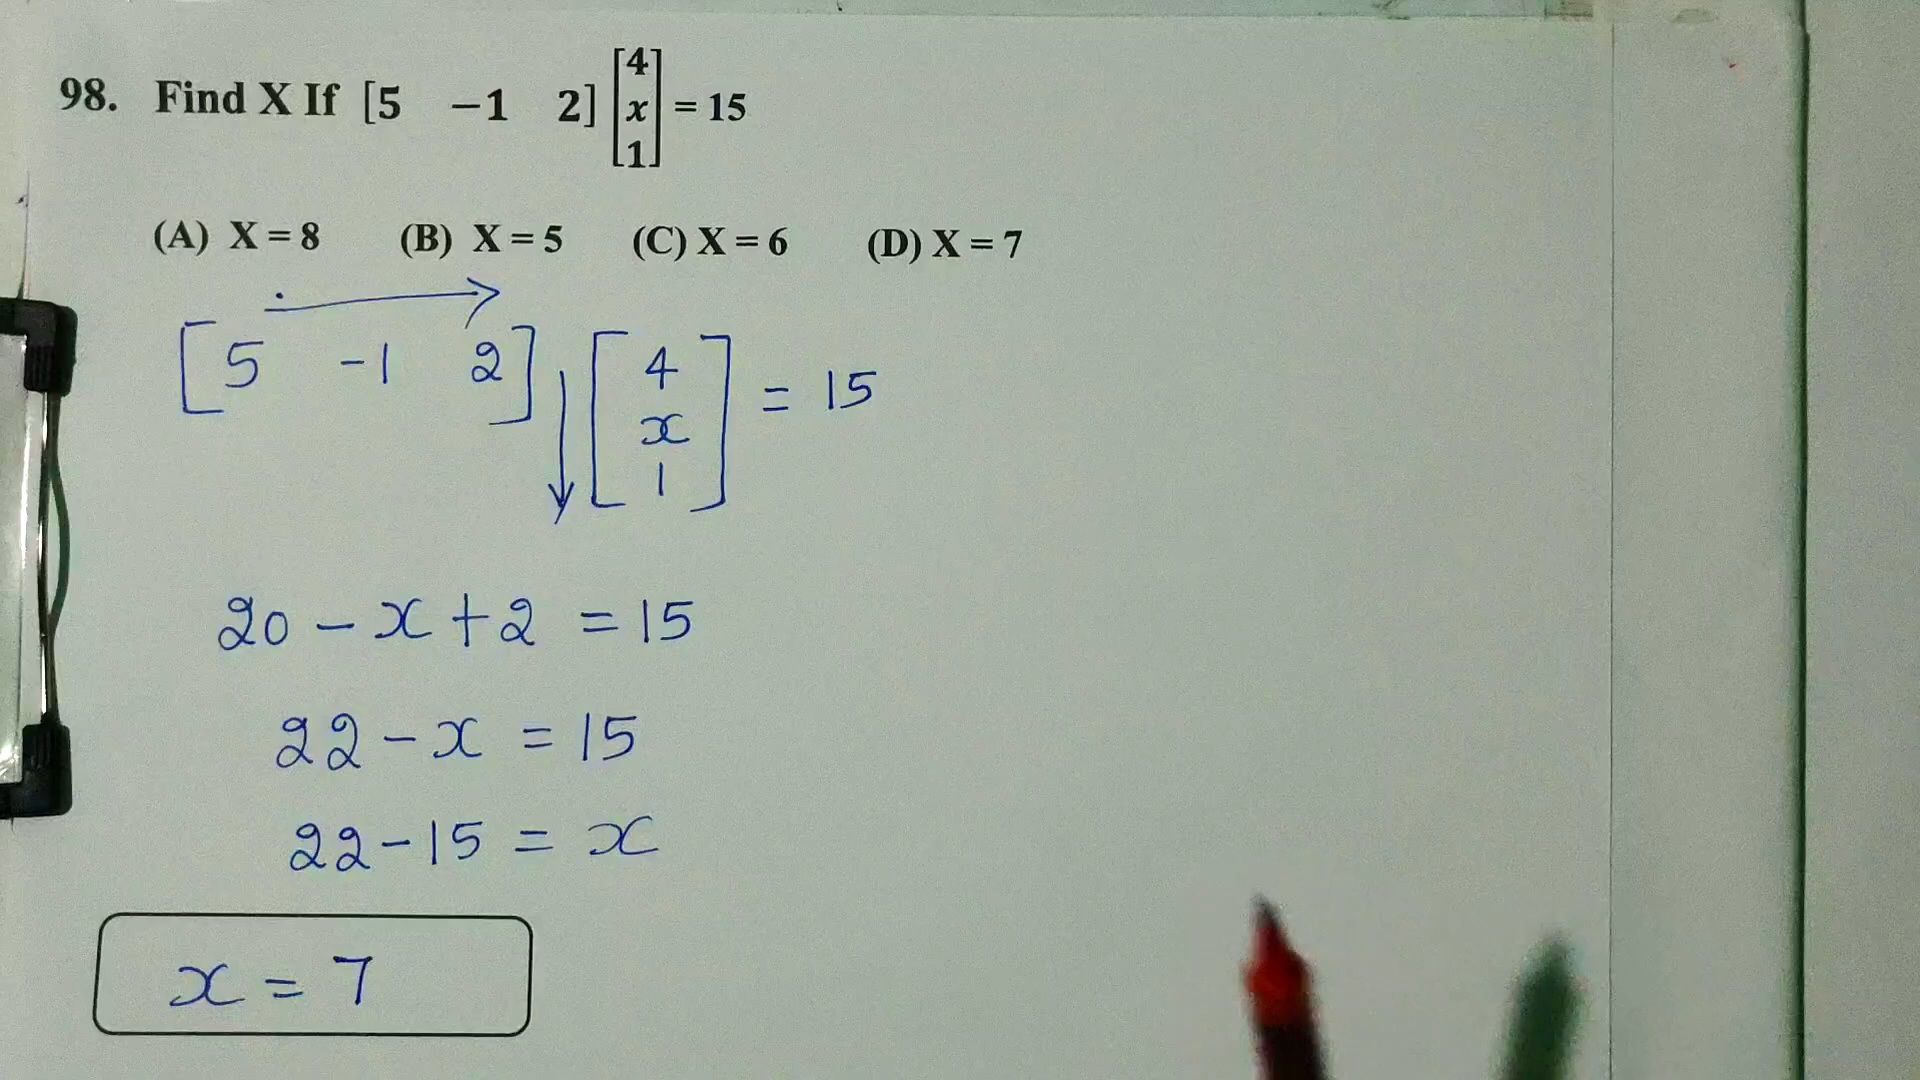 98. Find X If [5 −1 2] [4 x 1] = 15
(A) X = 8 (B) X = 5 (C) X = 6 (D) X = 7
[5 -1 2] [4 x 1] = 15
20 - x + 2 = 15
22 - x = 15
22 - 15 = x
x = 7